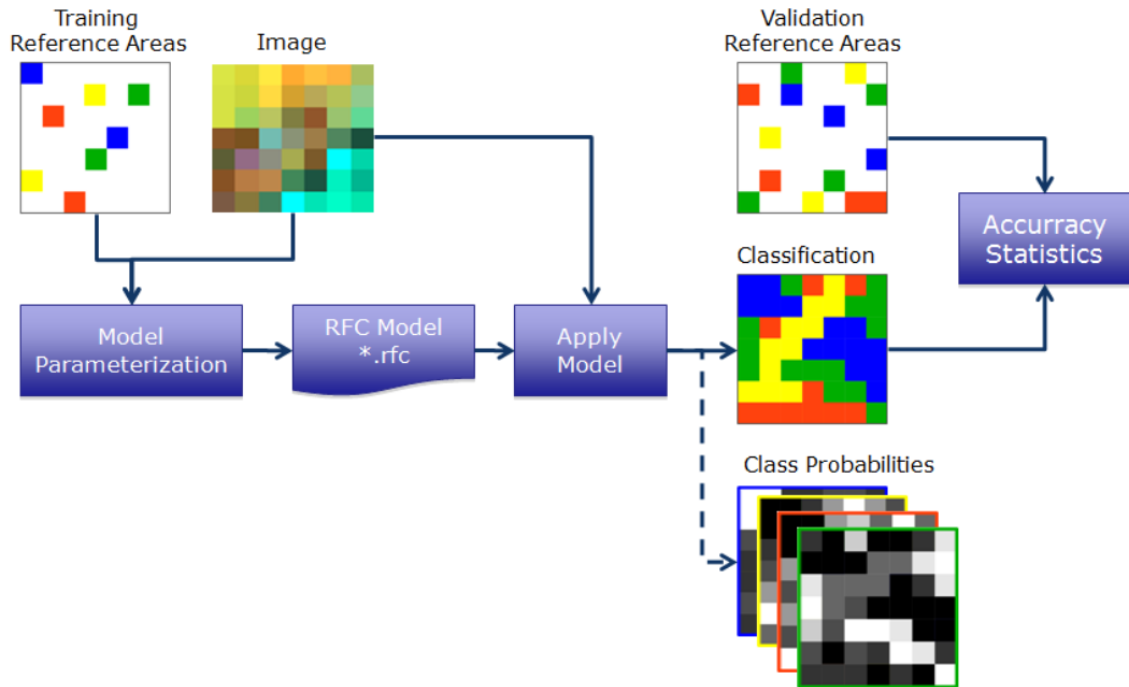 Training
Reference Areas
Image
Validation
Reference Areas
Accurracy
Statistics
Classification
Model
Parameterization
RFC Model
*.rfc
Apply
Model
Class Probabilities